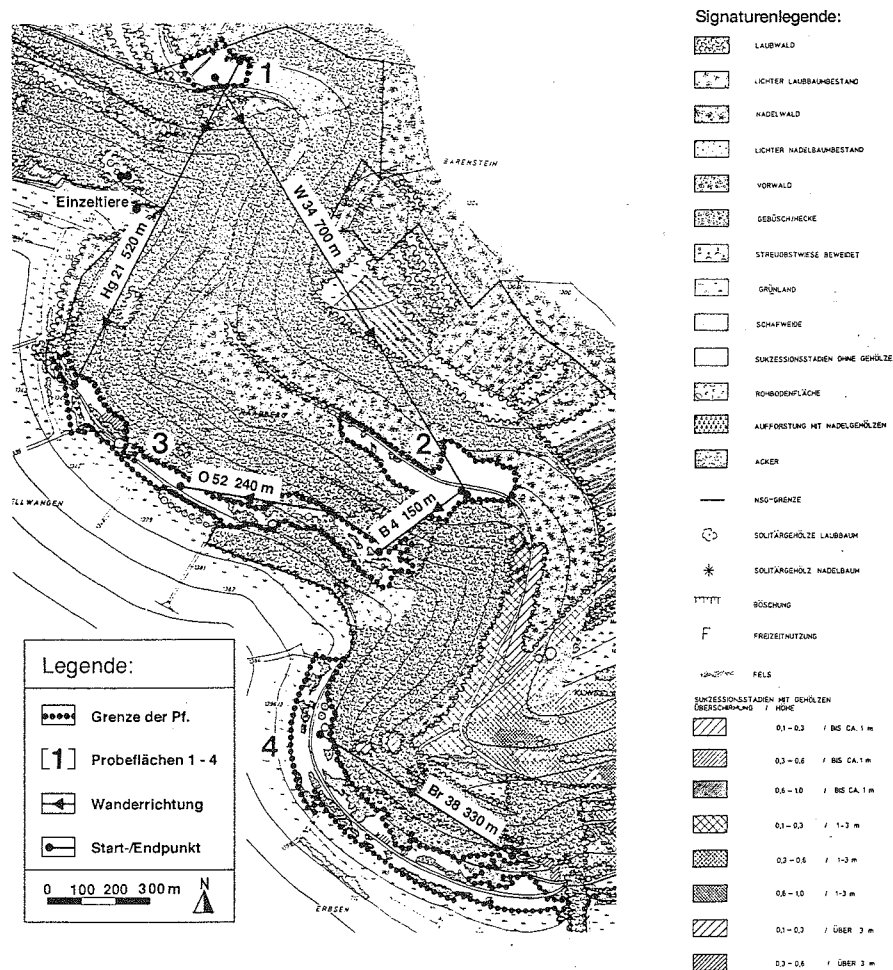 Signaturenlegende:
LAUBWALD
LICHTER LAUBBAUMBESTAND
NADELWALD
LICHTER NADELBAUMBESTAND
VORWALD
GEBÜSCH/HECKE
STREUOBSTWIESE BEWEIDET
GRÜNLAND
SCHAFWEIDE
SUKZESSIONSSTADIEN OHNE GEHÖLZE
ROHBODENFLÄCHE
AUFFORSTUNG MIT NADELGEHÖLZEN
ACKER
NSG-GRENZE
SOLITÄRGEHÖLZE LAUBBAUM
SOLITÄRGEHÖLZ NADELBAUM
BÖSCHUNG
F FREIZEITNUTZUNG
FELS
SUKZESSIONSSTADIEN MIT GEHÖLZEN
ÜBERSCHIRMUNG / HÖHE
0,1 - 0,3 / BIS CA. 1 m
0,3 - 0,6 / BIS CA. 1 m
0,6 - 1,0 / BIS CA. 1 m
0,1 - 0,3 / 1-3 m
0,3 - 0,6 / 1-3 m
0,6 - 1,0 / 1-3 m
0,1 - 0,3 / ÜBER 3 m
0,3 - 0,6 / ÜBER 3 m
1
BARENSTEIN
Einzeltiere
Hg 21 520 m
W 34 700 m
2
3
O 52 240 m
B 4 150 m
ELLWANGEN
4
Br 38 330 m
ERBSEN
Legende:
Grenze der Pf.
[1] Probeflächen 1 - 4
Wanderrichtung
Start-/Endpunkt
0 100 200 300 m N